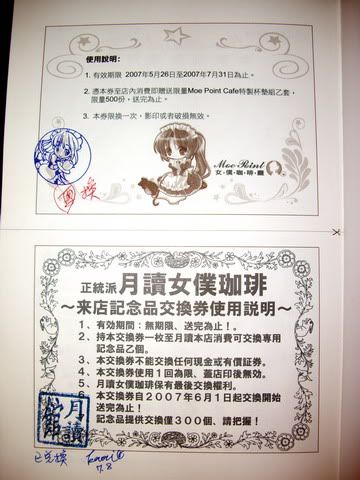 使用說明：
1. 有效期限 2007年5月26日至2007年7月31日為止。
2. 憑本券至店內消費即贈送限量Moe Point Cafe特製杯墊組乙套，
限量500份，送完為止。
3. 本券限換一次，影印或者破損無效。
Moe Point
女•僕•咖•啡•廳
換
正統派 月讀女僕珈琲
～来店記念品交換券使用説明～
1、有效期間：無期限、送完為止！。
2、持本交換券一枚至月讀本店消費可交換專用
記念品乙個。
3、本交換券不能交換任何現金或有價証券。
4、本交換券使用1回為限、蓋店印後無効。
5、月讀女僕珈琲保有最後交換權利。
6、本交換券自2007年6月1日起交換開始
送完為止！
記念品提供交換僅300個、請把握！
月讀
已兌換
7.8